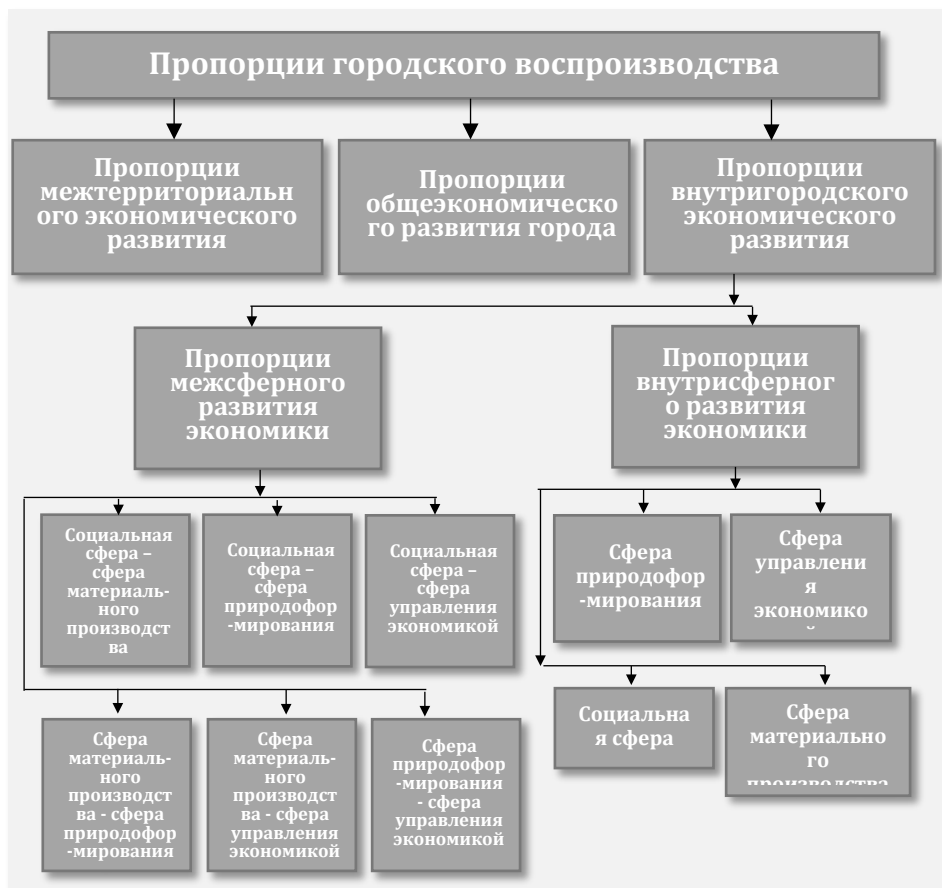 Пропорции городского воспроизводства
Пропорции
межтерриториальн
ого экономического
развития
Пропорции
общеэкономическо
го развития города
Пропорции
внутригородского
экономического
развития
Пропорции
межсферного
развития
экономики
Пропорции
внутрисферног
о развития
экономики
Социальная
сфера –
сфера
материаль-
ного
производст
ва
Социальная
сфера –
сфера
природофор
-мирования
Социальная
сфера –
сфера
управления
экономикой
Сфера
природофор
-мирования
Сфера
управлени
я
экономико
й
Социальна
я сфера
Сфера
материально
го
производства
Сфера
материаль-
ного
производст
ва - сфера
природофор
-мирования
Сфера
материаль-
ного
производст
ва - сфера
управления
экономикой
Сфера
природофор
-мирования
- сфера
управления
экономикой